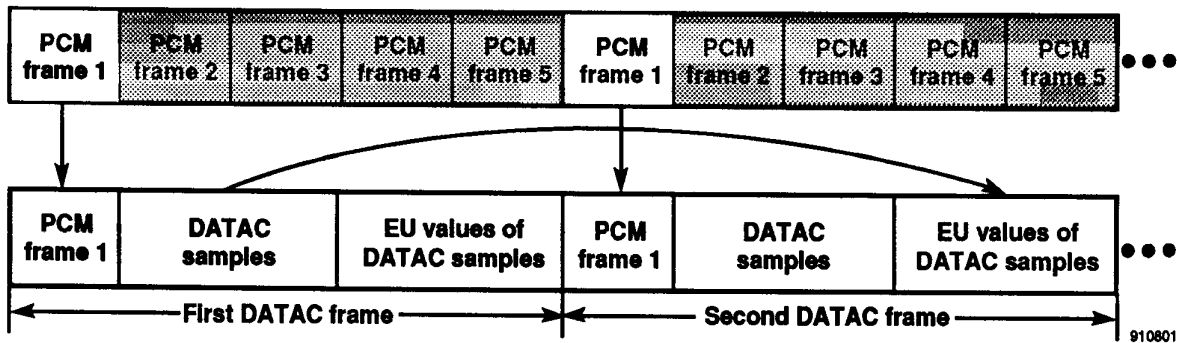 PCM frame 1
PCM frame 2
PCM frame 3
PCM frame 4
PCM frame 5
PCM frame 1
PCM frame 2
PCM frame 3
PCM frame 4
PCM frame 5
PCM frame 1
DATAC samples
EU values of DATAC samples
PCM frame 1
DATAC samples
EU values of DATAC samples
First DATAC frame
Second DATAC frame
910801